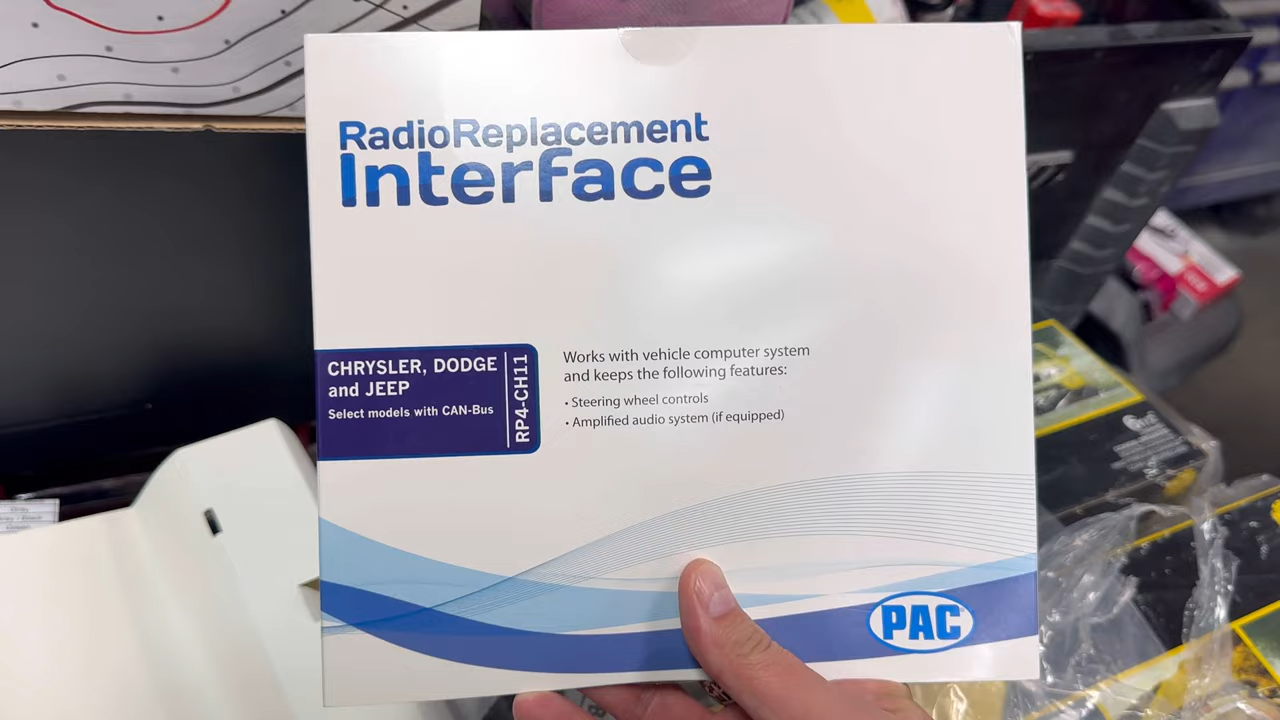 RadioReplacement
Interface
CHRYSLER, DODGE
and JEEP
Select models with CAN-Bus
RP4-CH11
Works with vehicle computer system
and keeps the following features:
• Steering wheel controls
• Amplified audio system (if equipped)
PAC